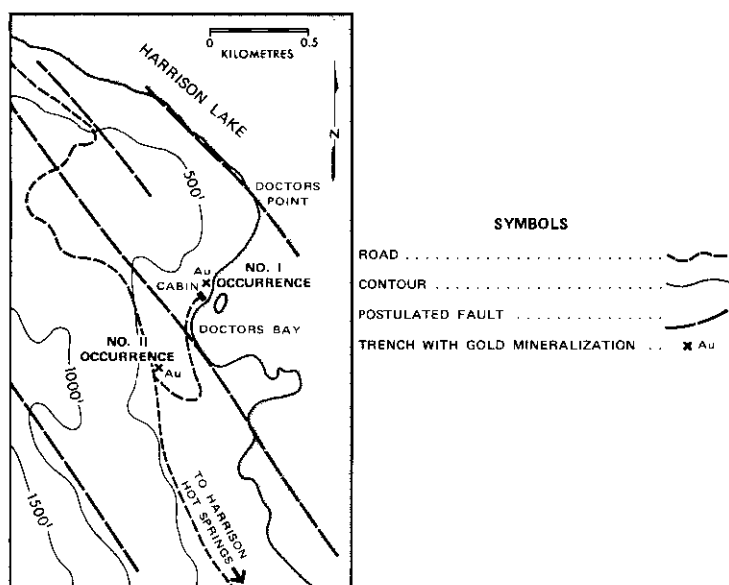 0 0.5
KILOMETRES
HARRISON LAKE
N
500'
DOCTORS
POINT
Au
NO. I
CABIN OCCURRENCE
DOCTORS BAY
NO. II
OCCURRENCE
Au
1000'
1500'
TO HARRISON
HOT SPRINGS
SYMBOLS
ROAD
CONTOUR
POSTULATED FAULT
TRENCH WITH GOLD MINERALIZATION .. x Au